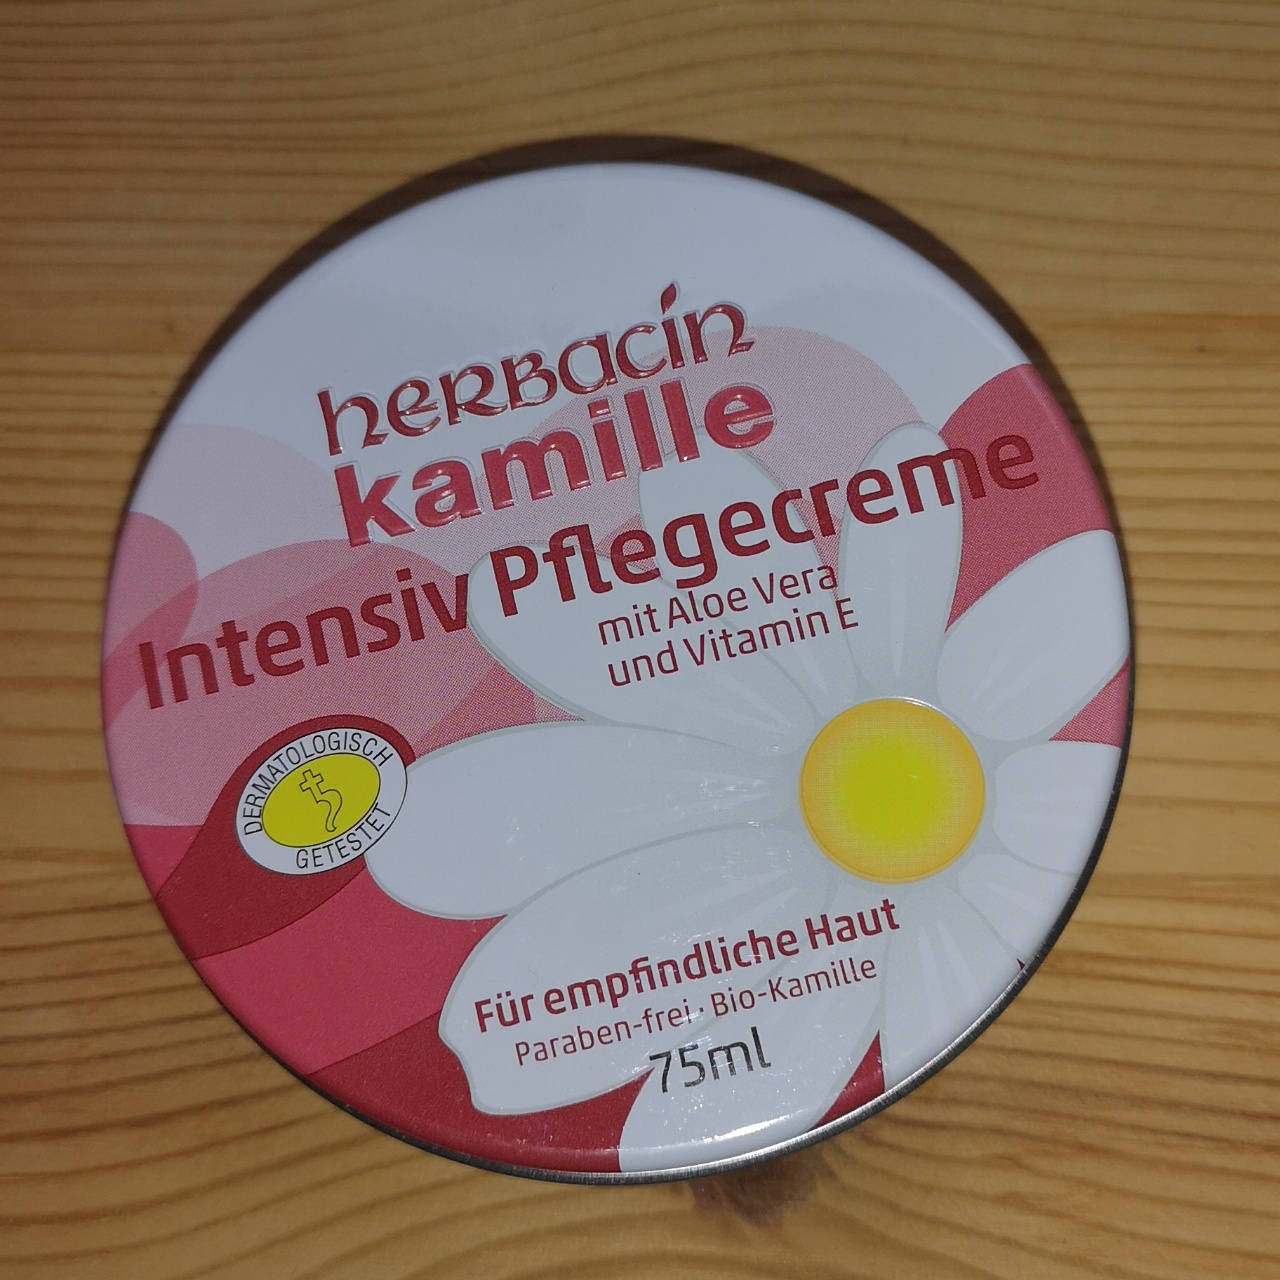 herbacin
kamille
Intensiv Pflegecreme
mit Aloe Vera
und Vitamin E
DERMATOLOGISCH
GETESTET
Für empfindliche Haut
Paraben-frei · Bio-Kamille
75ml